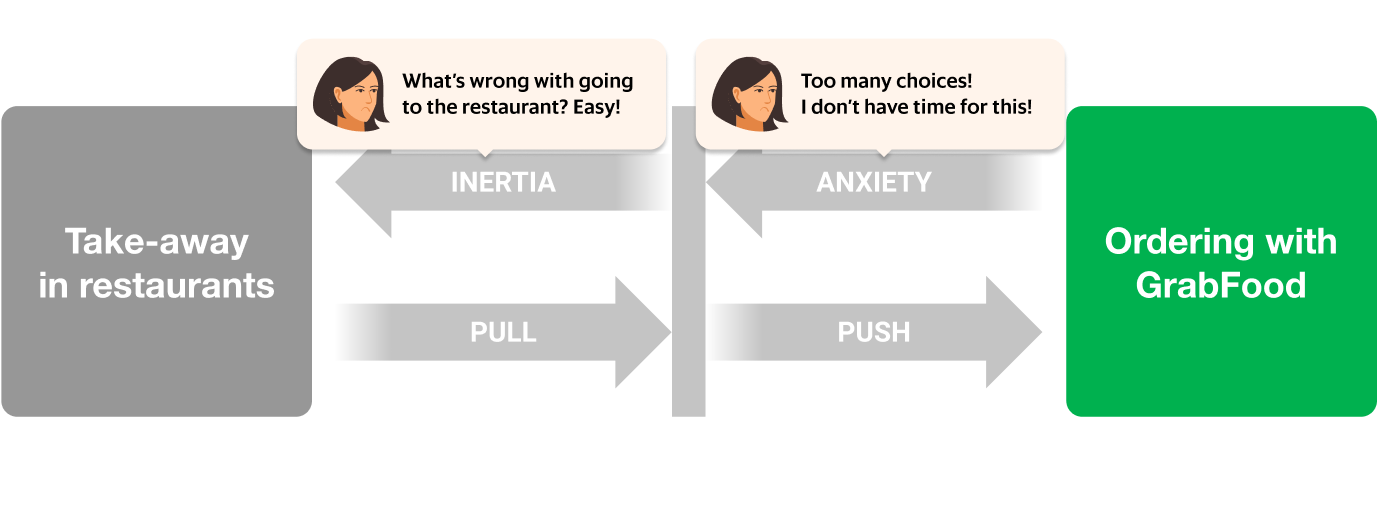 What’s wrong with going
to the restaurant? Easy!
Too many choices!
I don’t have time for this!
INERTIA
ANXIETY
Take-away
in restaurants
Ordering with
GrabFood
PULL
PUSH